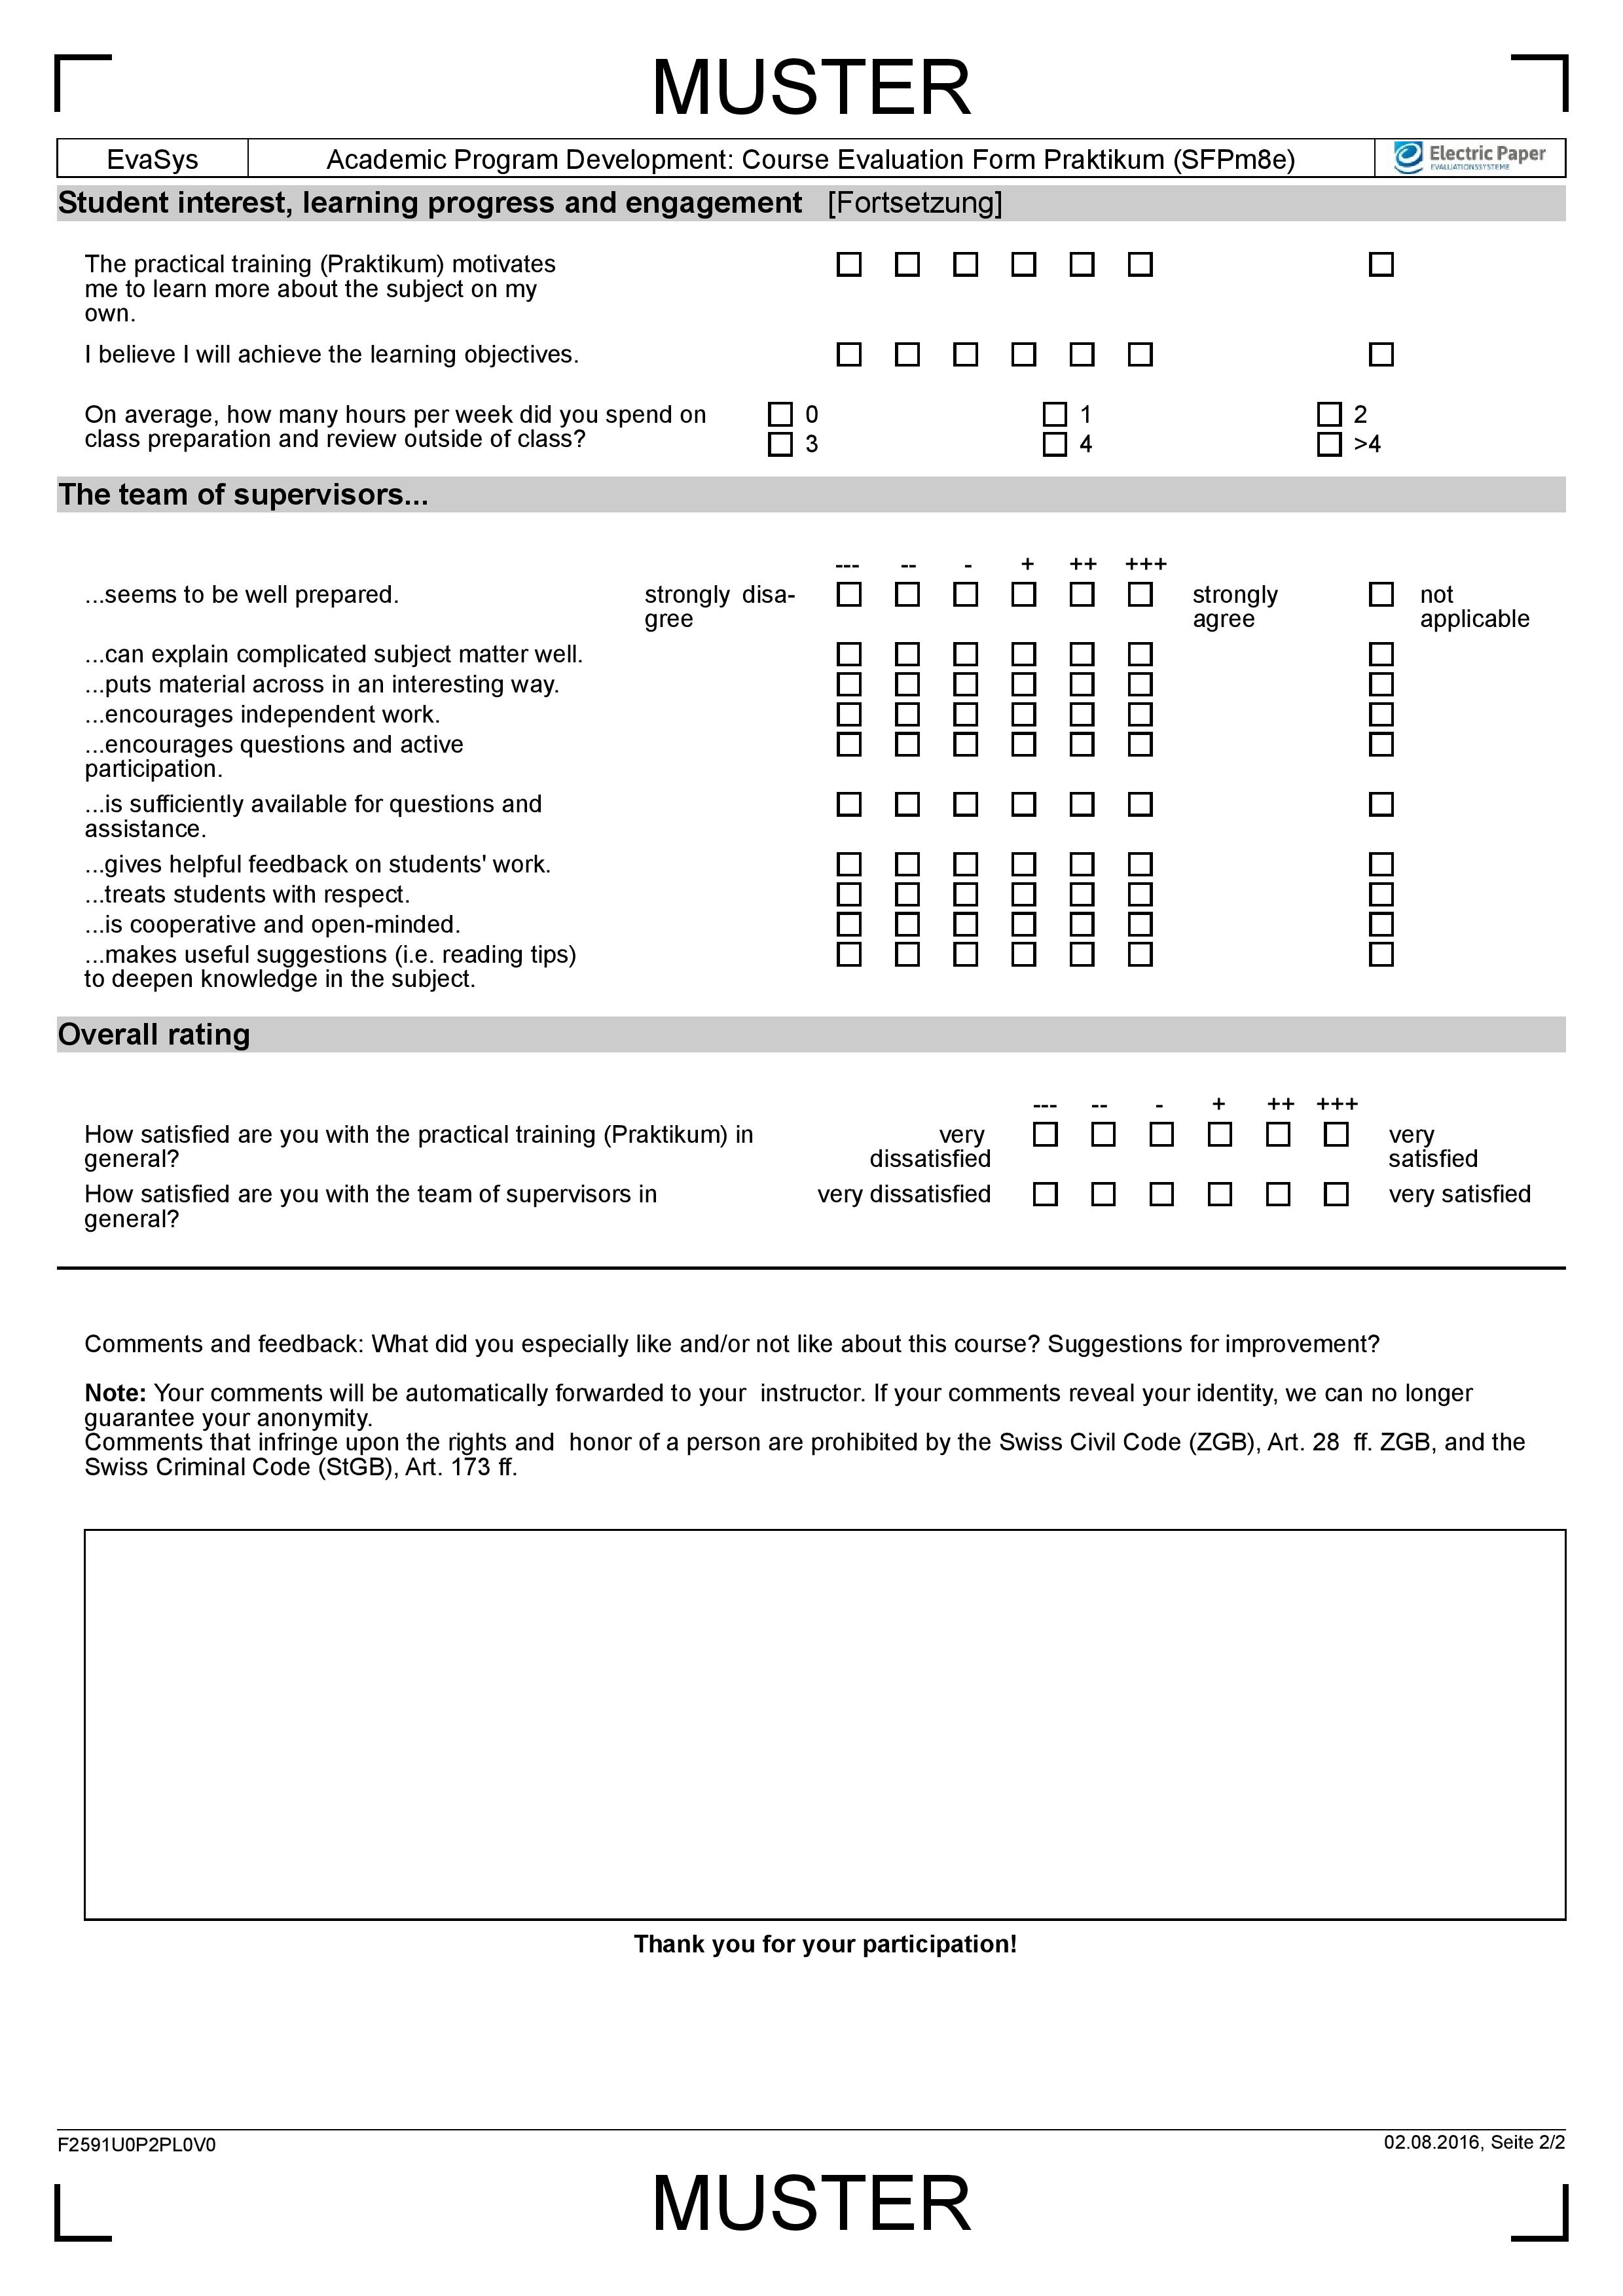 MUSTER
EvaSys
Academic Program Development: Course Evaluation Form Praktikum (SFPm8e)
Electric Paper
EVALUATIONSSYSTEME
Student interest, learning progress and engagement [Fortsetzung]
The practical training (Praktikum) motivates
me to learn more about the subject on my
own.
I believe I will achieve the learning objectives.
On average, how many hours per week did you spend on
class preparation and review outside of class?
0 1 2
3 4 >4
The team of supervisors...
--- -- - + ++ +++
...seems to be well prepared.
strongly disa-
gree
strongly
agree
not
applicable
...can explain complicated subject matter well.
...puts material across in an interesting way.
...encourages independent work.
...encourages questions and active
participation.
...is sufficiently available for questions and
assistance.
...gives helpful feedback on students' work.
...treats students with respect.
...is cooperative and open-minded.
...makes useful suggestions (i.e. reading tips)
to deepen knowledge in the subject.
Overall rating
--- -- - + ++ +++
How satisfied are you with the practical training (Praktikum) in
general?
very
dissatisfied
very
satisfied
How satisfied are you with the team of supervisors in
general?
very dissatisfied
very satisfied
Comments and feedback: What did you especially like and/or not like about this course? Suggestions for improvement?
Note: Your comments will be automatically forwarded to your instructor. If your comments reveal your identity, we can no longer
guarantee your anonymity.
Comments that infringe upon the rights and honor of a person are prohibited by the Swiss Civil Code (ZGB), Art. 28 ff. ZGB, and the
Swiss Criminal Code (StGB), Art. 173 ff.
Thank you for your participation!
F2591U0P2PL0V0
02.08.2016, Seite 2/2
MUSTER